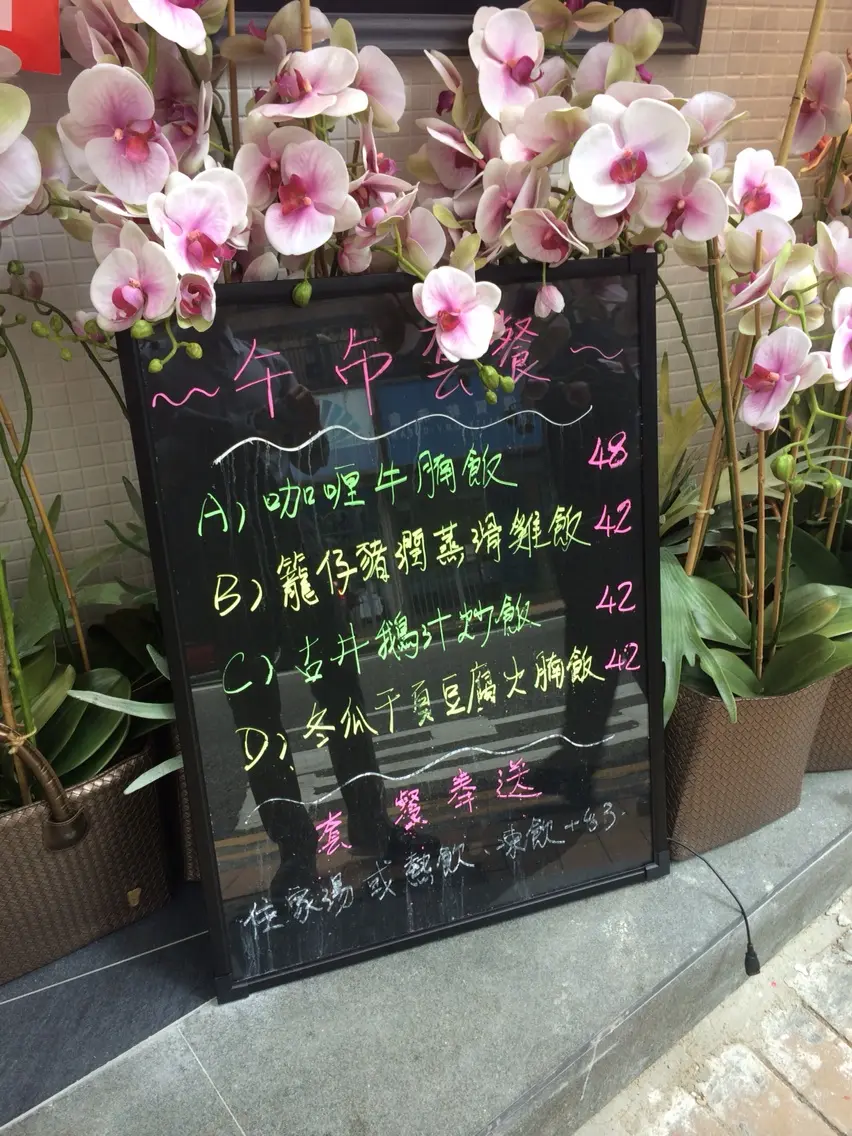 ~午市套餐~
A) 咖喱牛腩飯 48
B) 籠仔豬潤蒸滑雞飯 42
C) 古井鵝汁炒飯 42
D) 冬瓜干貝豆腐火腩飯 42
套餐奉送
住家湯或熱飲、凍飲+$3.